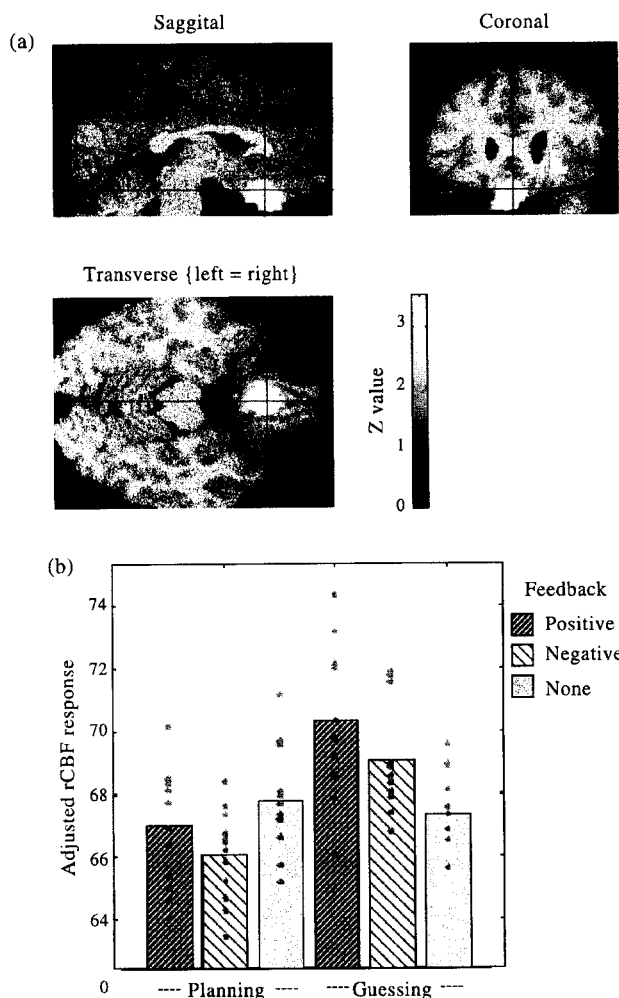 (a)
Saggital
Coronal
Transverse {left = right}
3
2
1
0
Z value
(b)
74
72
70
68
66
64
0
Adjusted rCBF response
Feedback
Positive
Negative
None
---- Planning ---- ---- Guessing ----